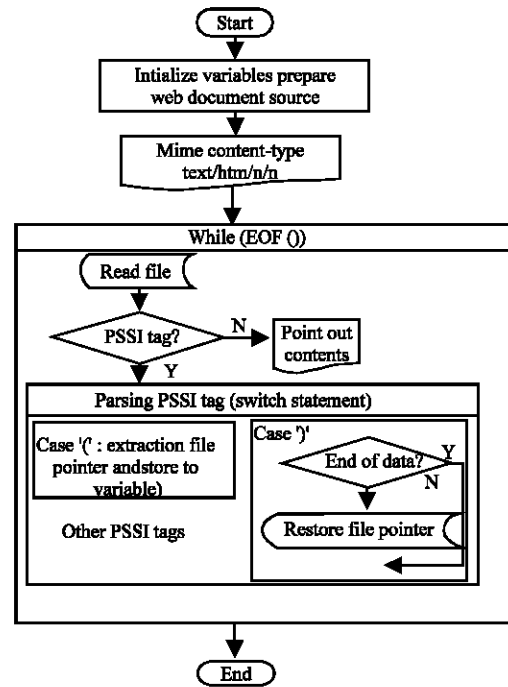 Start
Intialize variables prepare
web document source
Mime content-type
text/htm/n/n
While (EOF ())
Read file
PSSI tag?
N
Point out
contents
Y
Parsing PSSI tag (switch statement)
Case '(' : extraction file
pointer andstore to
variable)
Other PSSI tags
Case ')'
End of data?
Y
N
Restore file pointer
End